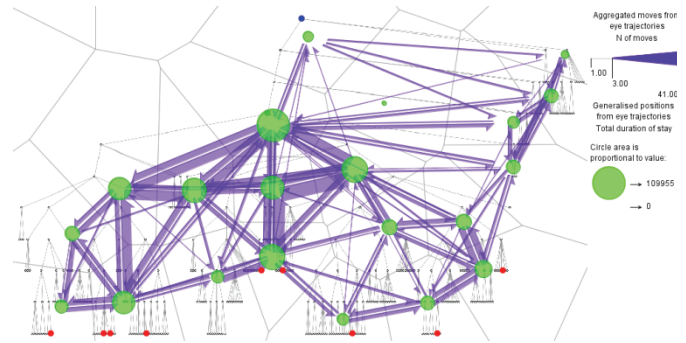 Aggregated moves from
eye trajectories
N of moves
1.00
3.00
41.00
Generalised positions
from eye trajectories
Total duration of stay
Circle area is
proportional to value:
109955
0